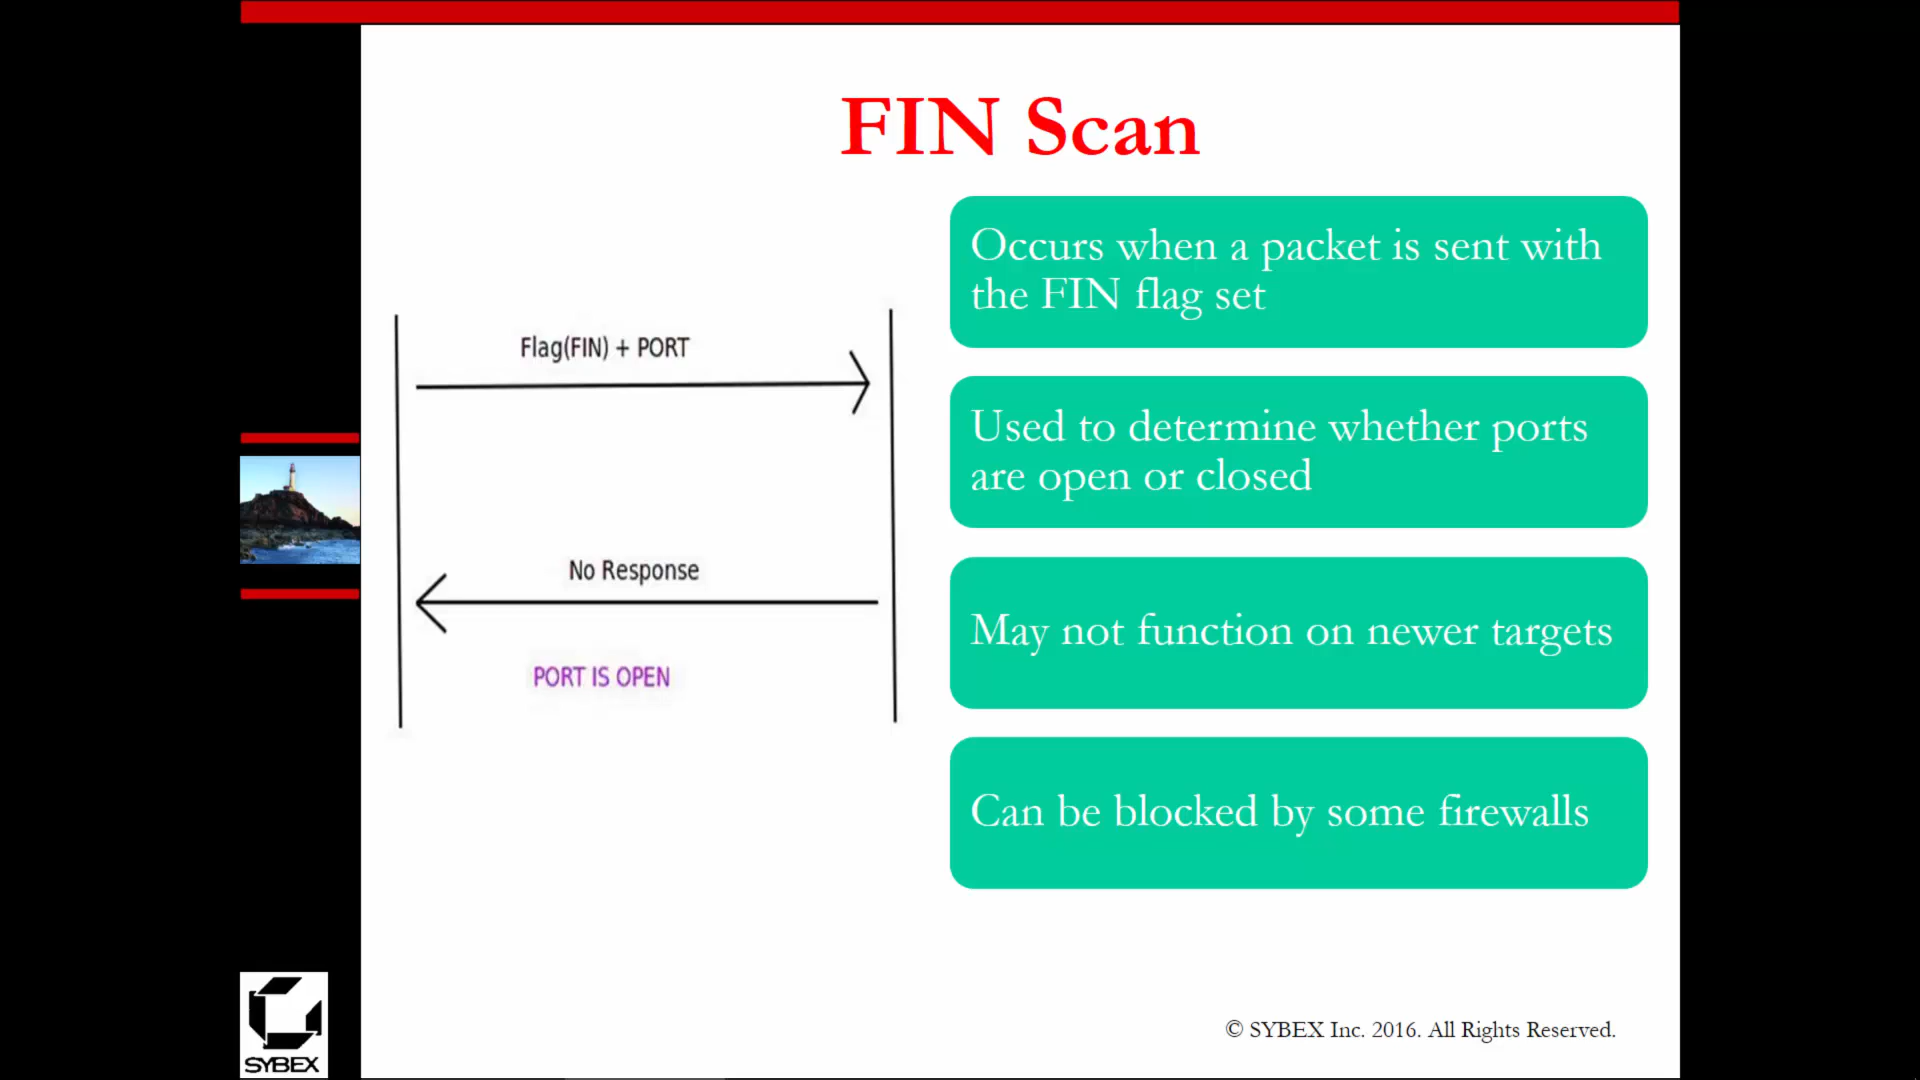 FIN Scan
Flag(FIN) + PORT
No Response
PORT IS OPEN
Occurs when a packet is sent with
the FIN flag set
Used to determine whether ports
are open or closed
May not function on newer targets
Can be blocked by some firewalls
SYBEX
© SYBEX Inc. 2016. All Rights Reserved.